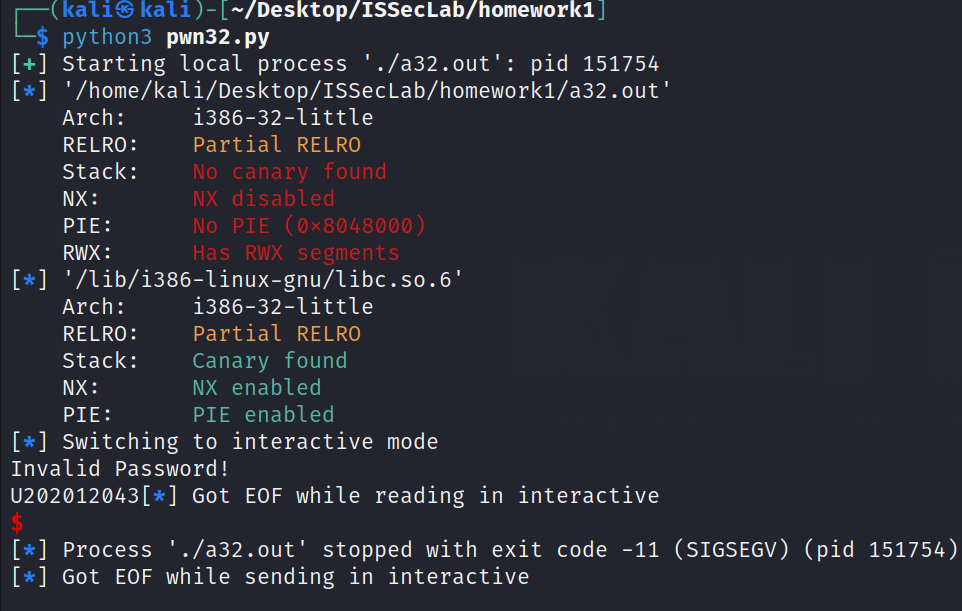 ┌──(kali㉿kali)-[~/Desktop/ISSecLab/homework1]
└─$ python3 pwn32.py
[+] Starting local process './a32.out': pid 151754
[*] '/home/kali/Desktop/ISSecLab/homework1/a32.out'
    Arch:     i386-32-little
    RELRO:    Partial RELRO
    Stack:    No canary found
    NX:       NX disabled
    PIE:      No PIE (0×8048000)
    RWX:      Has RWX segments
[*] '/lib/i386-linux-gnu/libc.so.6'
    Arch:     i386-32-little
    RELRO:    Partial RELRO
    Stack:    Canary found
    NX:       NX enabled
    PIE:      PIE enabled
[*] Switching to interactive mode
Invalid Password!
U202012043[*] Got EOF while reading in interactive
$
[*] Process './a32.out' stopped with exit code -11 (SIGSEGV) (pid 151754)
[*] Got EOF while sending in interactive